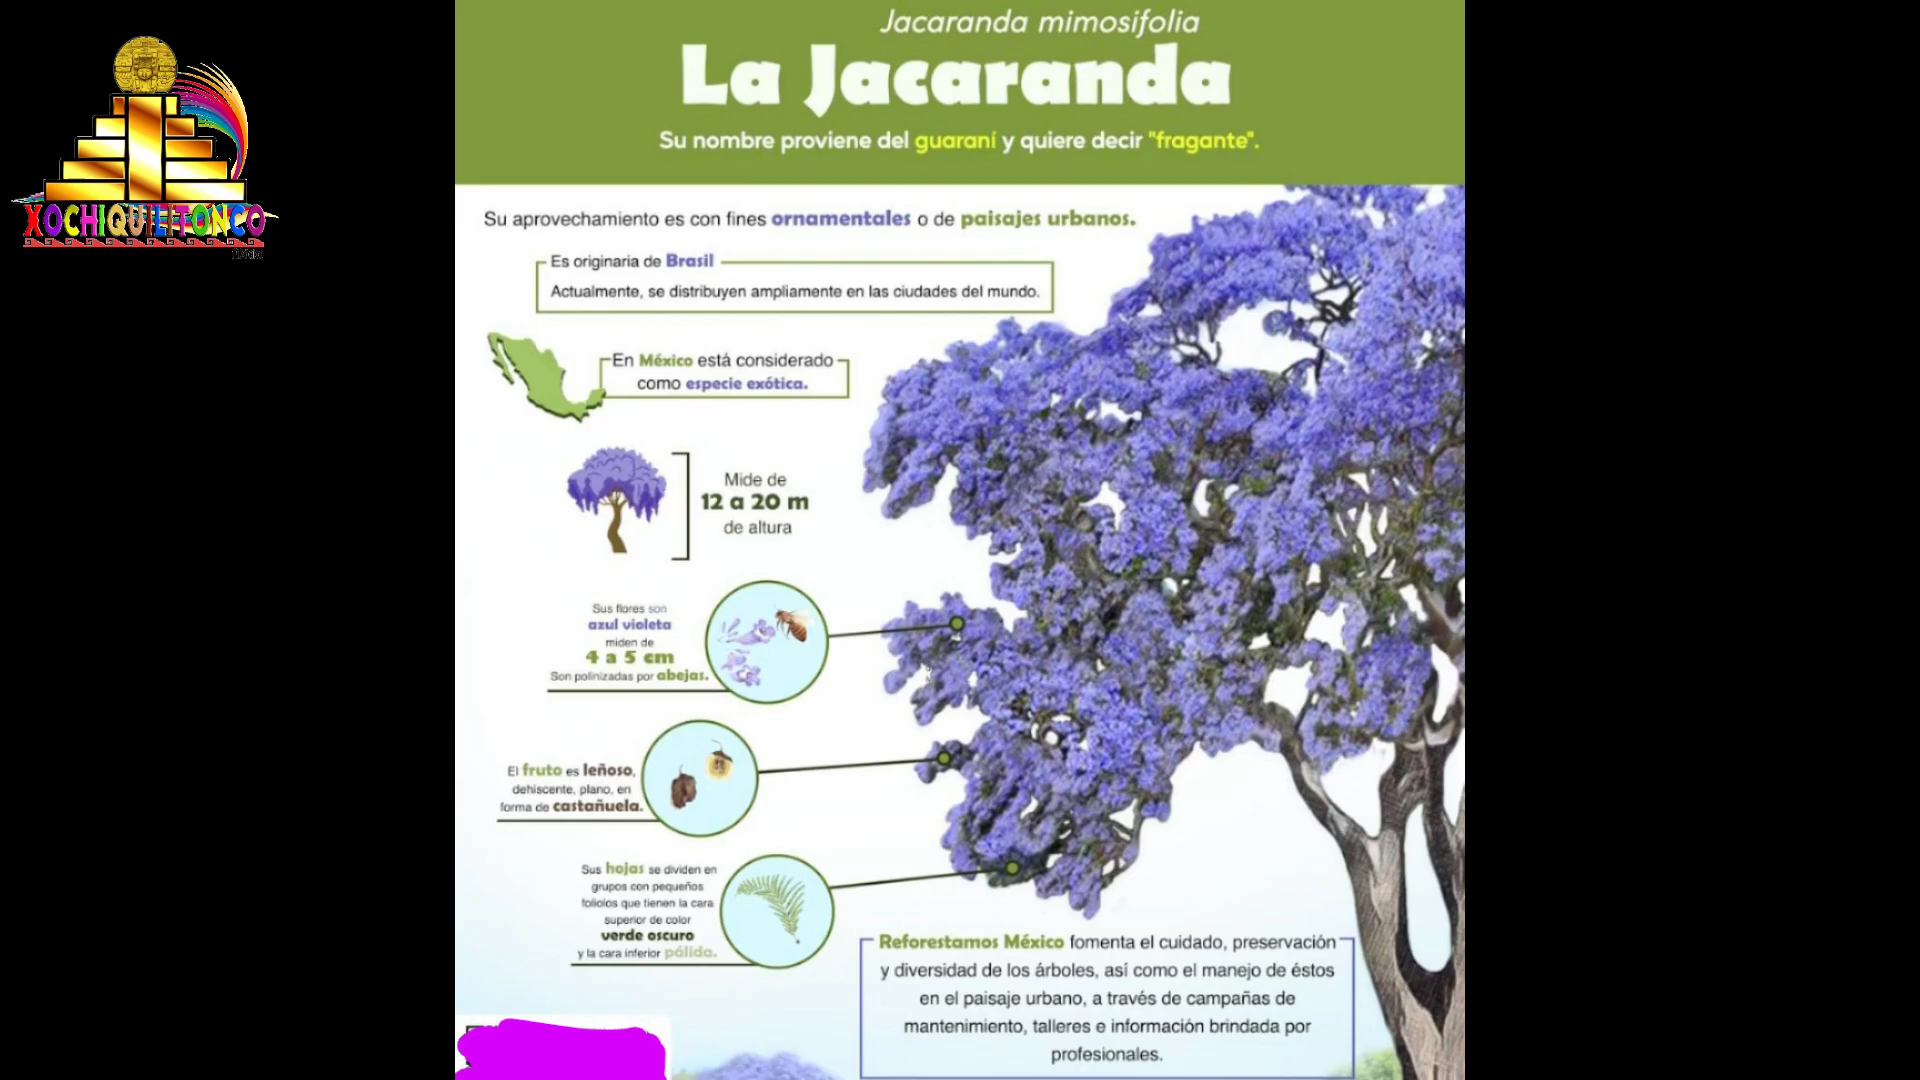 XOCHIQUILITONCO
Jacaranda mimosifolia
La Jacaranda
Su nombre proviene del guaraní y quiere decir "fragante".
Su aprovechamiento es con fines ornamentales o de paisajes urbanos.
Es originaria de Brasil
Actualmente, se distribuyen ampliamente en las ciudades del mundo.
En México está considerado
como especie exótica.
Mide de
12 a 20 m
de altura
Sus flores son
azul violeta
miden de
4 a 5 cm
Son polinizadas por abejas.
El fruto es leñoso,
dehiscente, plano, en
forma de castañuela.
Sus hojas se dividen en
grupos con pequeños
foliolos que tienen la cara
superior de color
verde oscuro
y la cara inferior pálida.
Reforestamos México fomenta el cuidado, preservación
y diversidad de los árboles, así como el manejo de éstos
en el paisaje urbano, a través de campañas de
mantenimiento, talleres e información brindada por
profesionales.